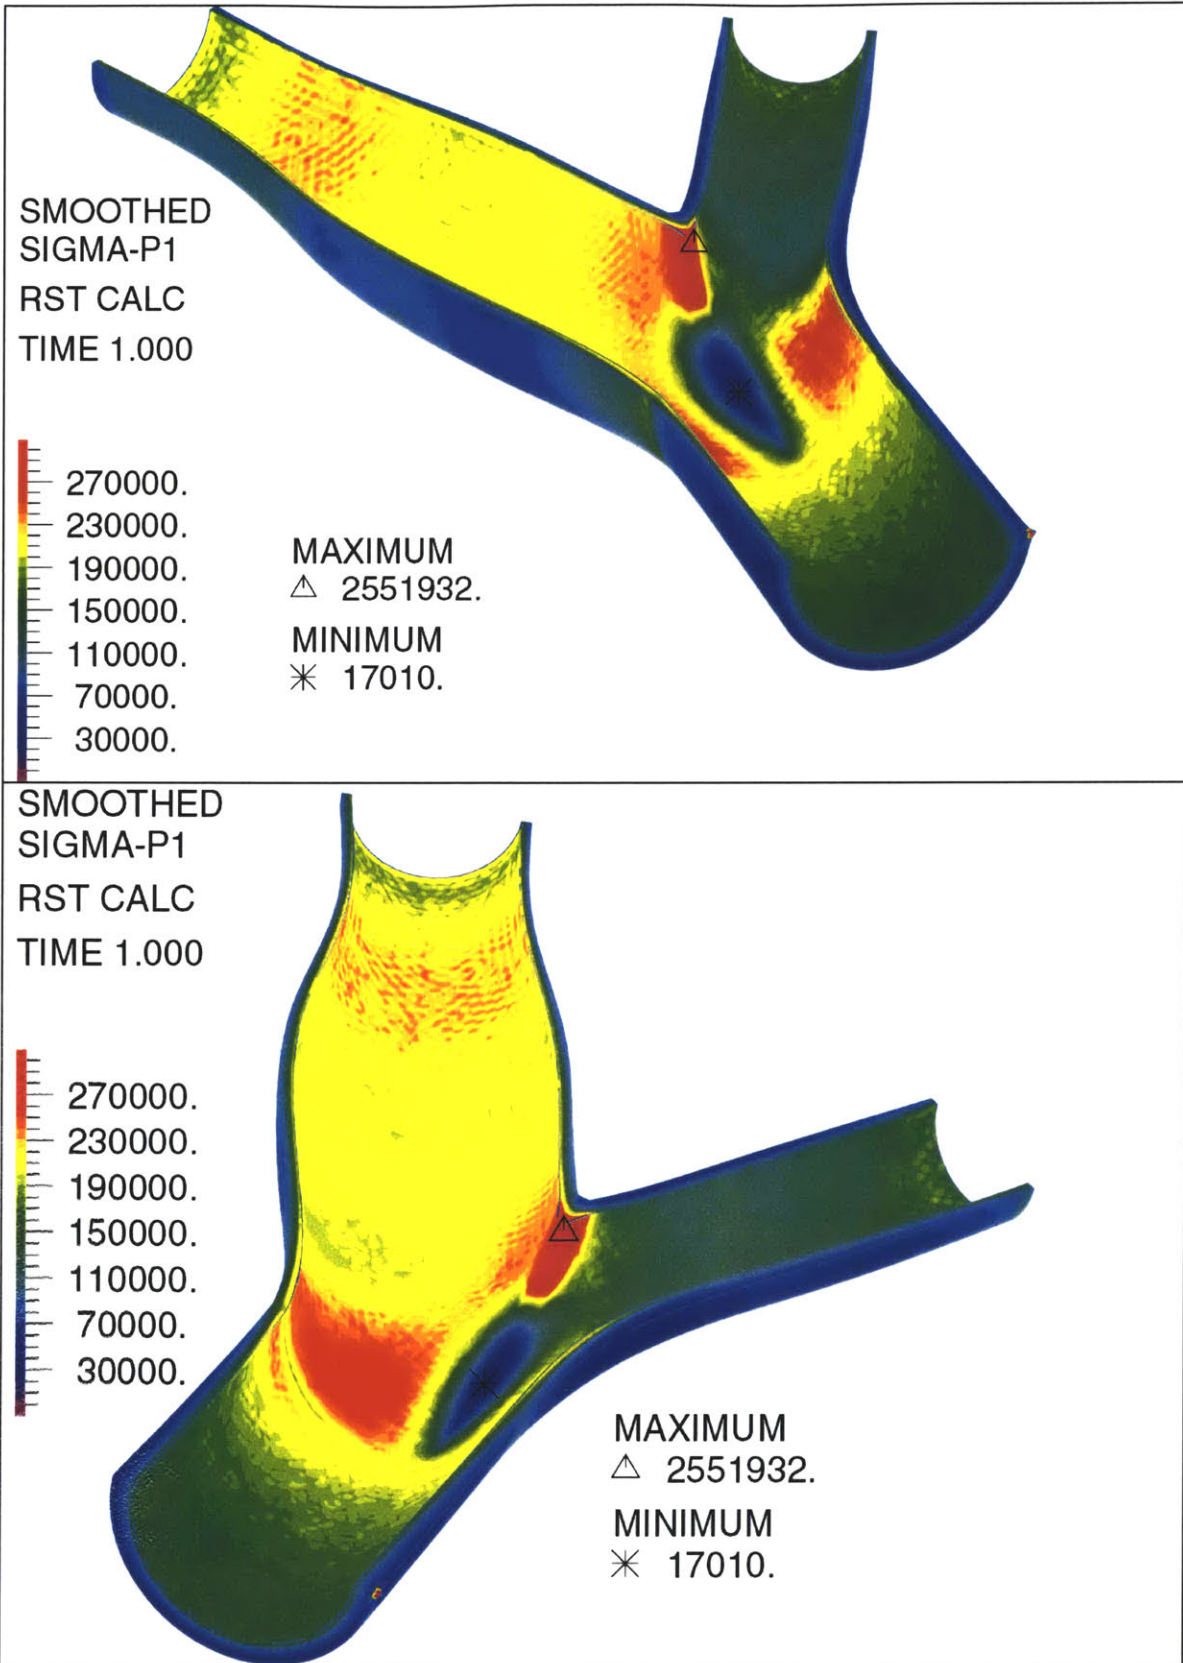 SMOOTHED
SIGMA-P1
RST CALC
TIME 1.000
270000.
230000.
190000.
150000.
110000.
70000.
30000.
MAXIMUM
△ 2551932.
MINIMUM
✳ 17010.
SMOOTHED
SIGMA-P1
RST CALC
TIME 1.000
270000.
230000.
190000.
150000.
110000.
70000.
30000.
MAXIMUM
△ 2551932.
MINIMUM
✳ 17010.